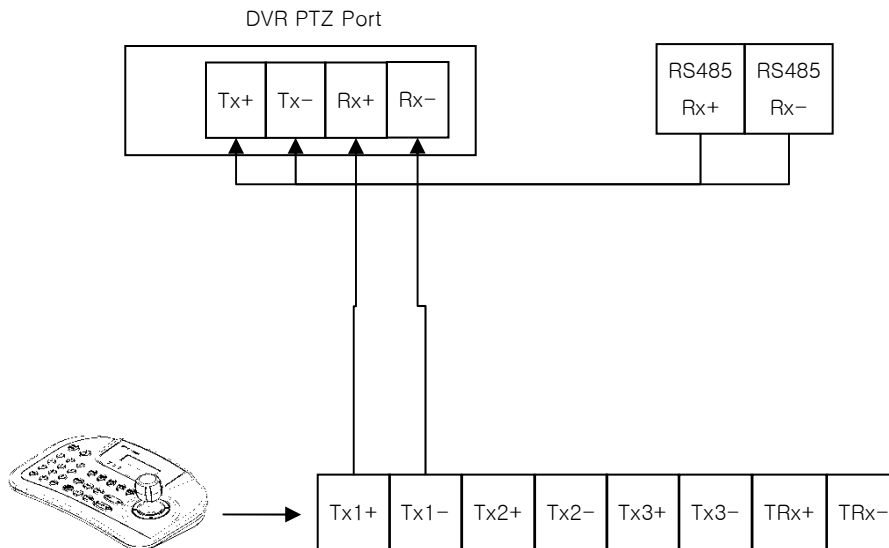 DVR PTZ Port
Tx+ Tx- Rx+ Rx-
RS485 RS485
Rx+ Rx-
Tx1+ Tx1- Tx2+ Tx2- Tx3+ Tx3- TRx+ TRx-